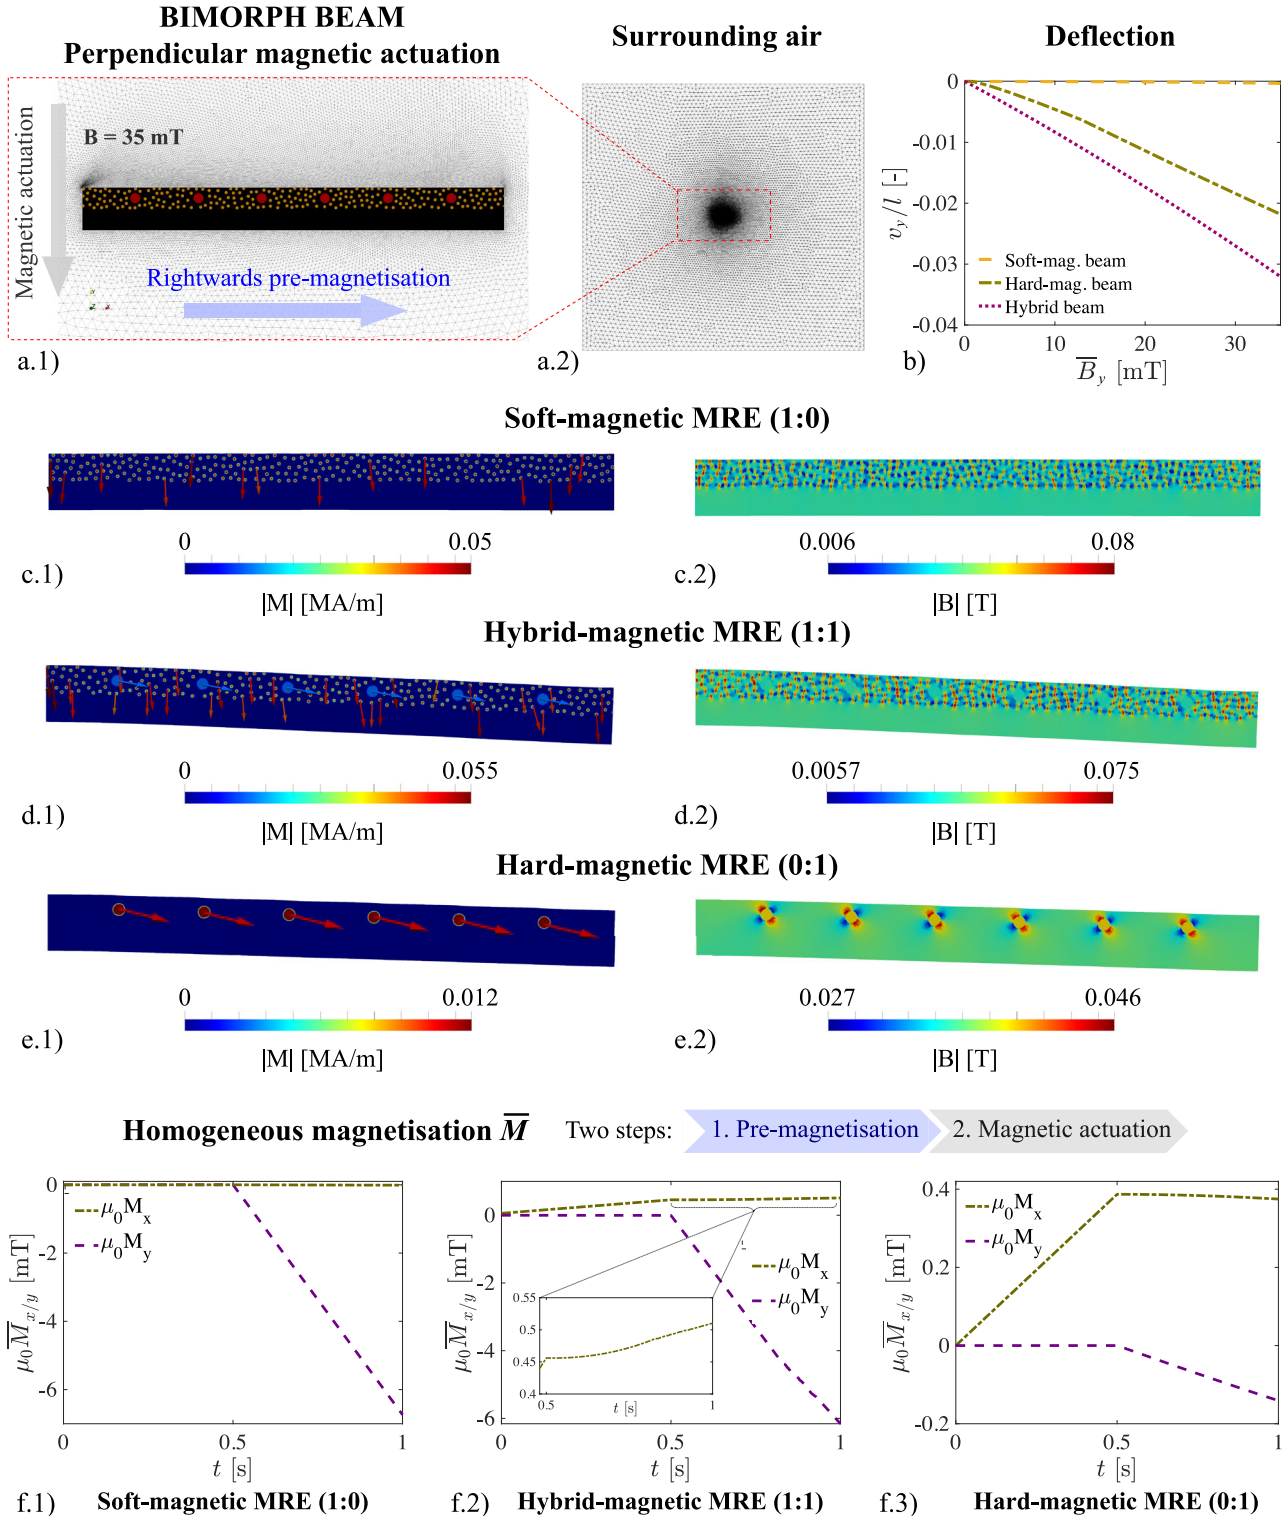 BIMORPH BEAM
Perpendicular magnetic actuation
Surrounding air
Deflection
Magnetic actuation
B = 35 mT
Rightwards pre-magnetisation
a.1)
a.2)
0
-0.01
-0.02
-0.03
-0.04
v_y/l [-]
Soft-mag. beam
Hard-mag. beam
Hybrid beam
0 10 20 30
B̅_y [mT]
b)
Soft-magnetic MRE (1:0)
0 0.05
|M| [MA/m]
c.1)
0.006 0.08
|B| [T]
c.2)
Hybrid-magnetic MRE (1:1)
0 0.055
|M| [MA/m]
d.1)
0.0057 0.075
|B| [T]
d.2)
Hard-magnetic MRE (0:1)
0 0.012
|M| [MA/m]
e.1)
0.027 0.046
|B| [T]
e.2)
Homogeneous magnetisation M̅
Two steps: 1. Pre-magnetisation 2. Magnetic actuation
0
-2
-4
-6
μ₀M̅_x/y [mT]
μ₀M_x
μ₀M_y
0 0.5 1
t [s]
f.1) Soft-magnetic MRE (1:0)
0
-2
-4
-6
μ₀M̅_x/y [mT]
μ₀M_x
μ₀M_y
0.55
0.5
0.45
0.4
0.5 1
t [s]
0 0.5 1
t [s]
f.2) Hybrid-magnetic MRE (1:1)
0.4
0.2
0
-0.2
μ₀M̅_x/y [mT]
μ₀M_x
μ₀M_y
0 0.5 1
t [s]
f.3) Hard-magnetic MRE (0:1)